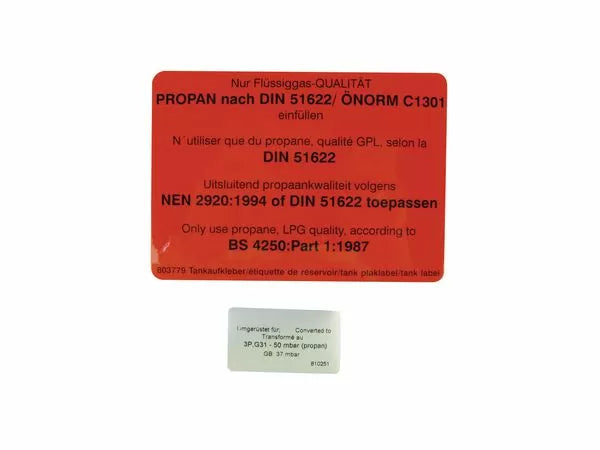 Nur Flüssiggas-QUALITÄT
PROPAN nach DIN 51622/ ÖNORM C1301
einfüllen
N´utiliser que du propane, qualité GPL, selon la
DIN 51622
Uitsluitend propaankwaliteit volgens
NEN 2920:1994 of DIN 51622 toepassen
Only use propane, LPG quality, according to
BS 4250:Part 1:1987
803779 Tankaufkleber/étiquette de réservoir/tank plaklabel/tank label
Umgerüstet für, Converted to
Transformé au
3P,G31 - 50 mbar (propan)
GB 37 mbar
810251